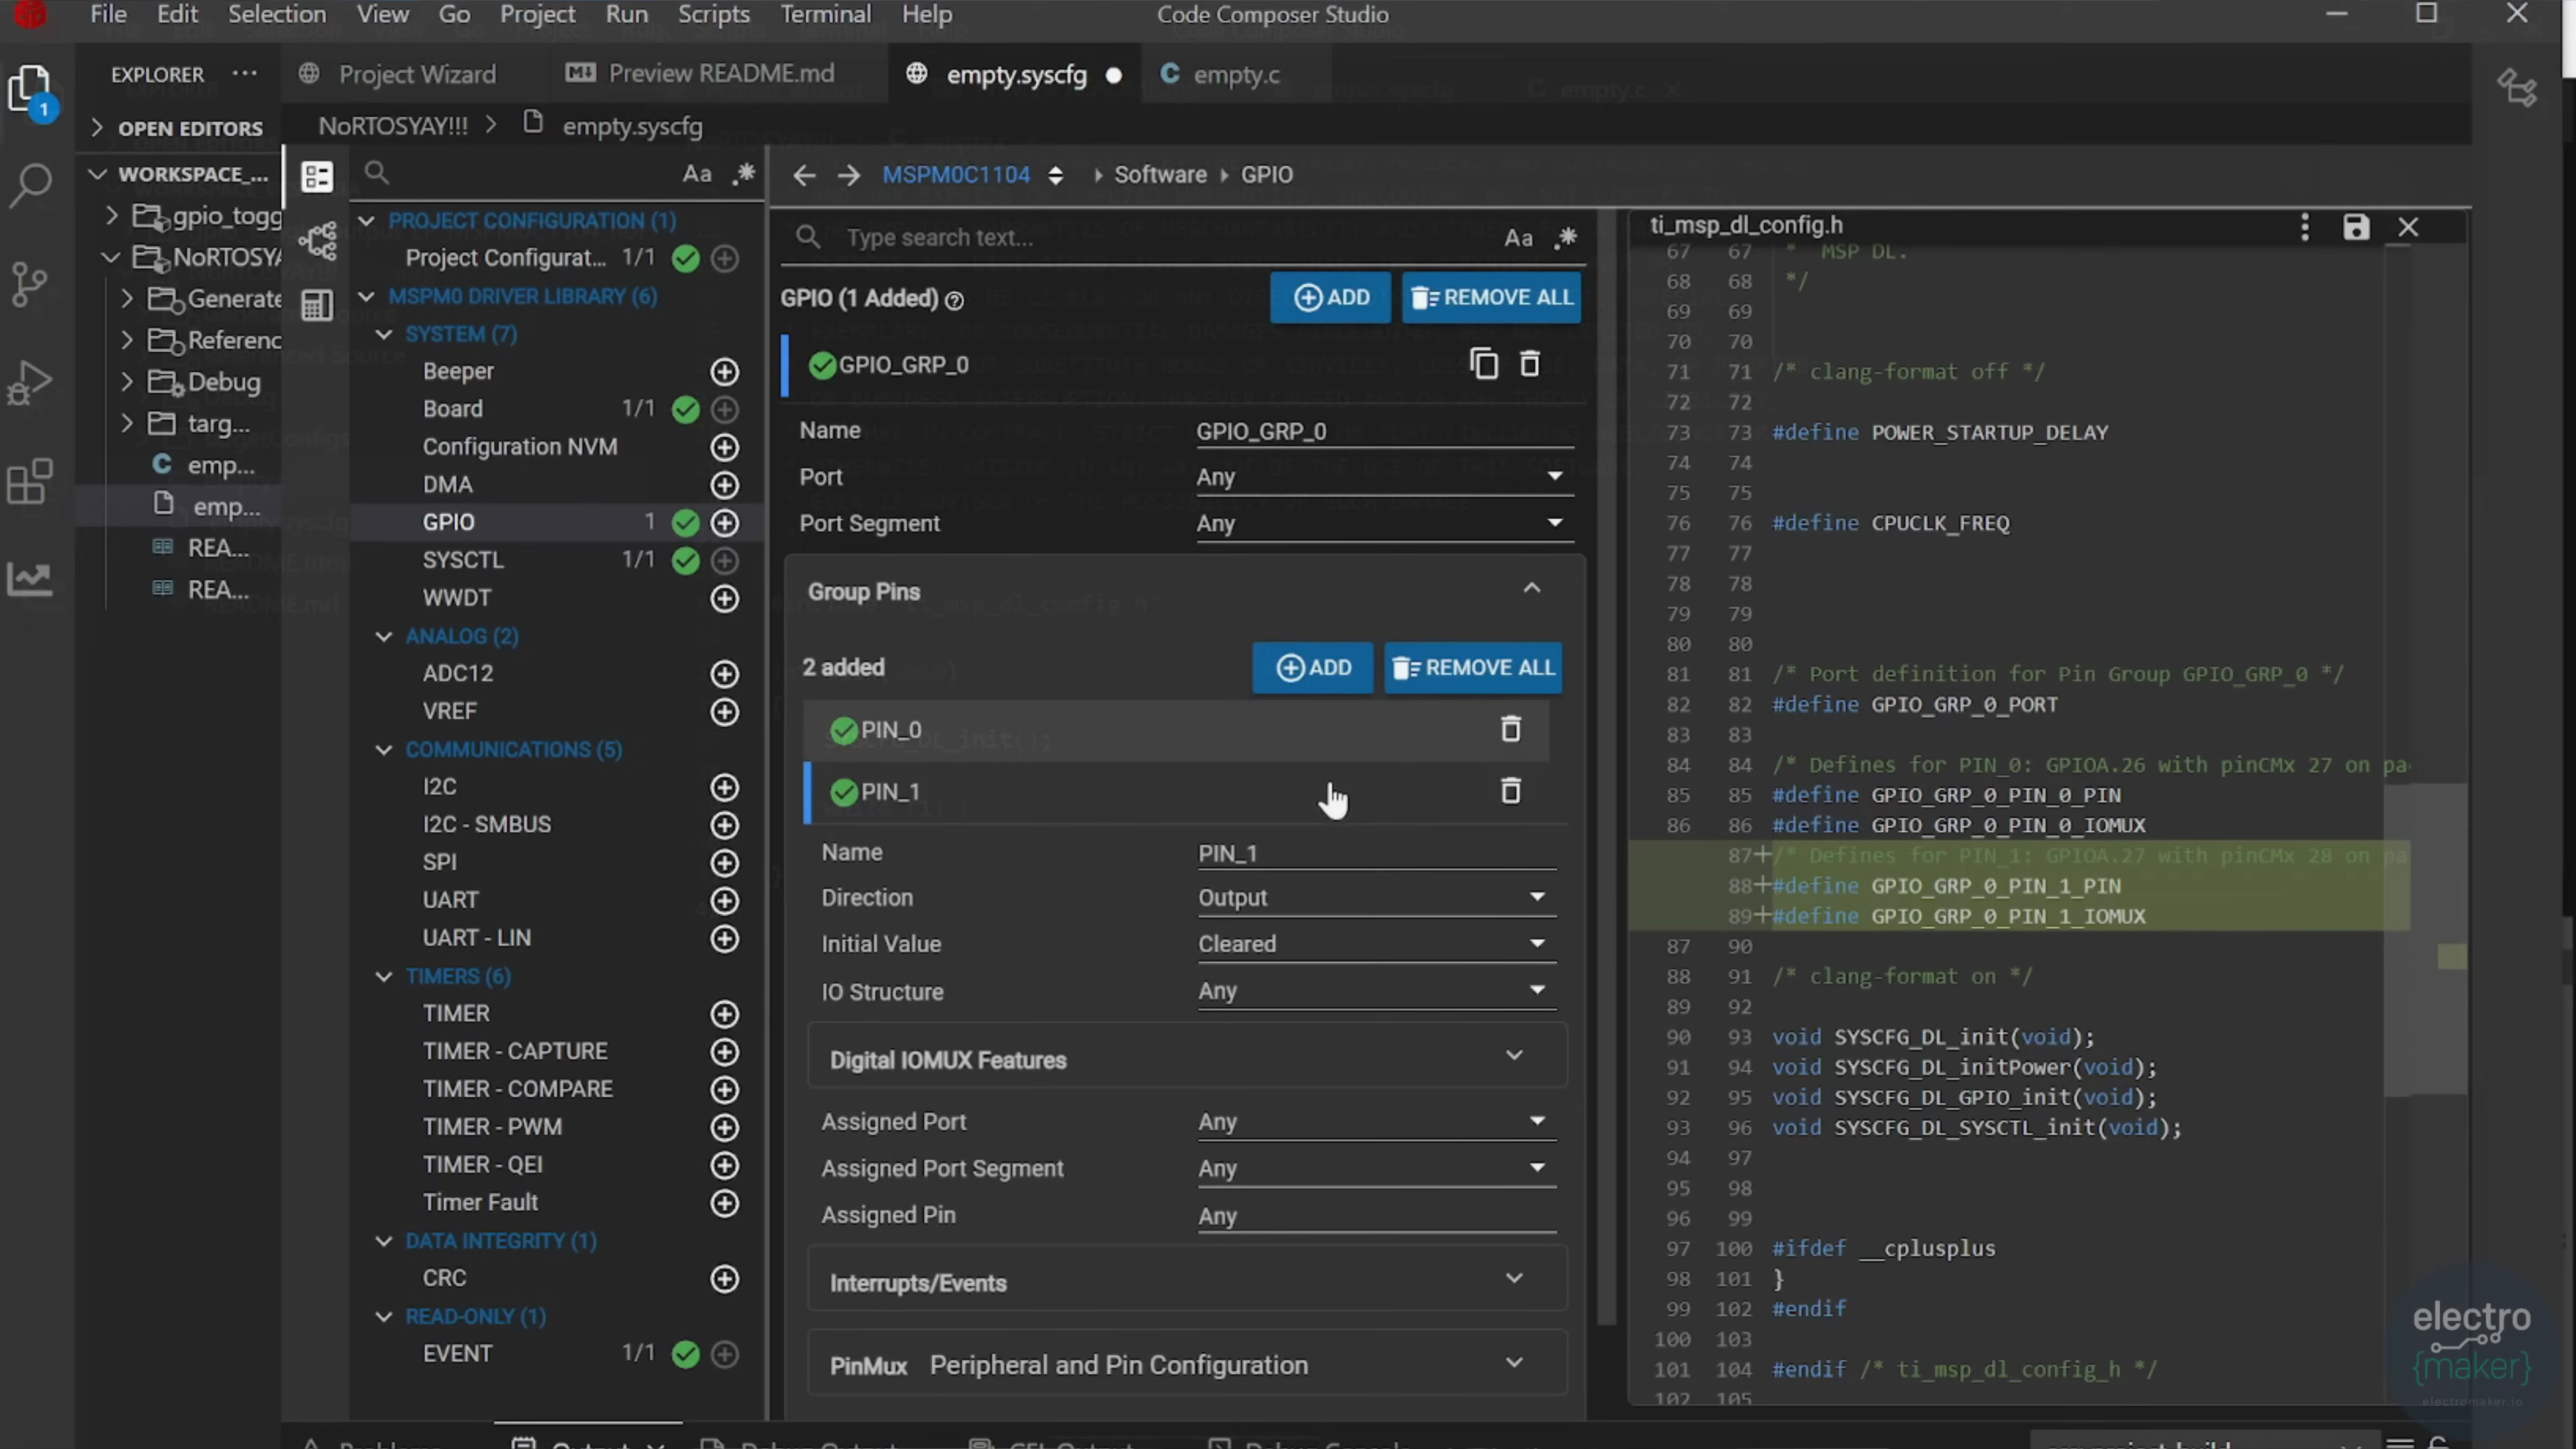 File Edit Selection View Go Project Run Scripts Terminal Help Code Composer Studio
EXPLORER ... Project Wizard Preview README.md empty.syscfg empty.c
1
OPEN EDITORS
NoRTOSYAY!!! > empty.syscfg
WORKSPACE_...
gpio_togg
NoRTOSYA
Generate
Referenc
Debug
targ...
emp...
emp...
REA...
REA...
Aa .*
PROJECT CONFIGURATION (1)
Project Configurat... 1/1
MSPM0 DRIVER LIBRARY (6)
SYSTEM (7)
Beeper
Board 1/1
Configuration NVM
DMA
GPIO 1
SYSCTL 1/1
WWDT
ANALOG (2)
ADC12
VREF
COMMUNICATIONS (5)
I2C
I2C - SMBUS
SPI
UART
UART - LIN
TIMERS (6)
TIMER
TIMER - CAPTURE
TIMER - COMPARE
TIMER - PWM
TIMER - QEI
Timer Fault
DATA INTEGRITY (1)
CRC
READ-ONLY (1)
EVENT 1/1
MSPM0C1104 Software GPIO
Type search text... Aa .*
GPIO (1 Added) ADD REMOVE ALL
GPIO_GRP_0
Name GPIO_GRP_0
Port Any
Port Segment Any
Group Pins
2 added ADD REMOVE ALL
PIN_0
PIN_1
Name PIN_1
Direction Output
Initial Value Cleared
IO Structure Any
Digital IOMUX Features
Assigned Port Any
Assigned Port Segment Any
Assigned Pin Any
Interrupts/Events
PinMux Peripheral and Pin Configuration
ti_msp_dl_config.h
67 67 * MSP DL.
68 68 */
69 69
70 70
71 71 /* clang-format off */
72 72
73 73 #define POWER_STARTUP_DELAY
74 74
75 75
76 76 #define CPUCLK_FREQ
77 77
78 78
79 79
80 80
81 81 /* Port definition for Pin Group GPIO_GRP_0 */
82 82 #define GPIO_GRP_0_PORT
83 83
84 84 /* Defines for PIN_0: GPIOA.26 with pinCMx 27 on pa
85 85 #define GPIO_GRP_0_PIN_0_PIN
86 86 #define GPIO_GRP_0_PIN_0_IOMUX
87+ /* Defines for PIN_1: GPIOA.27 with pinCMx 28 on pa
88+ #define GPIO_GRP_0_PIN_1_PIN
89+ #define GPIO_GRP_0_PIN_1_IOMUX
87 90
88 91 /* clang-format on */
89 92
90 93 void SYSCFG_DL_init(void);
91 94 void SYSCFG_DL_initPower(void);
92 95 void SYSCFG_DL_GPIO_init(void);
93 96 void SYSCFG_DL_SYSCTL_init(void);
94 97
95 98
96 99
97 100 #ifdef __cplusplus
98 101 }
99 102 #endif
100 103
101 104 #endif /* ti_msp_dl_config_h */
102 105
electro
{maker}
electromaker.io